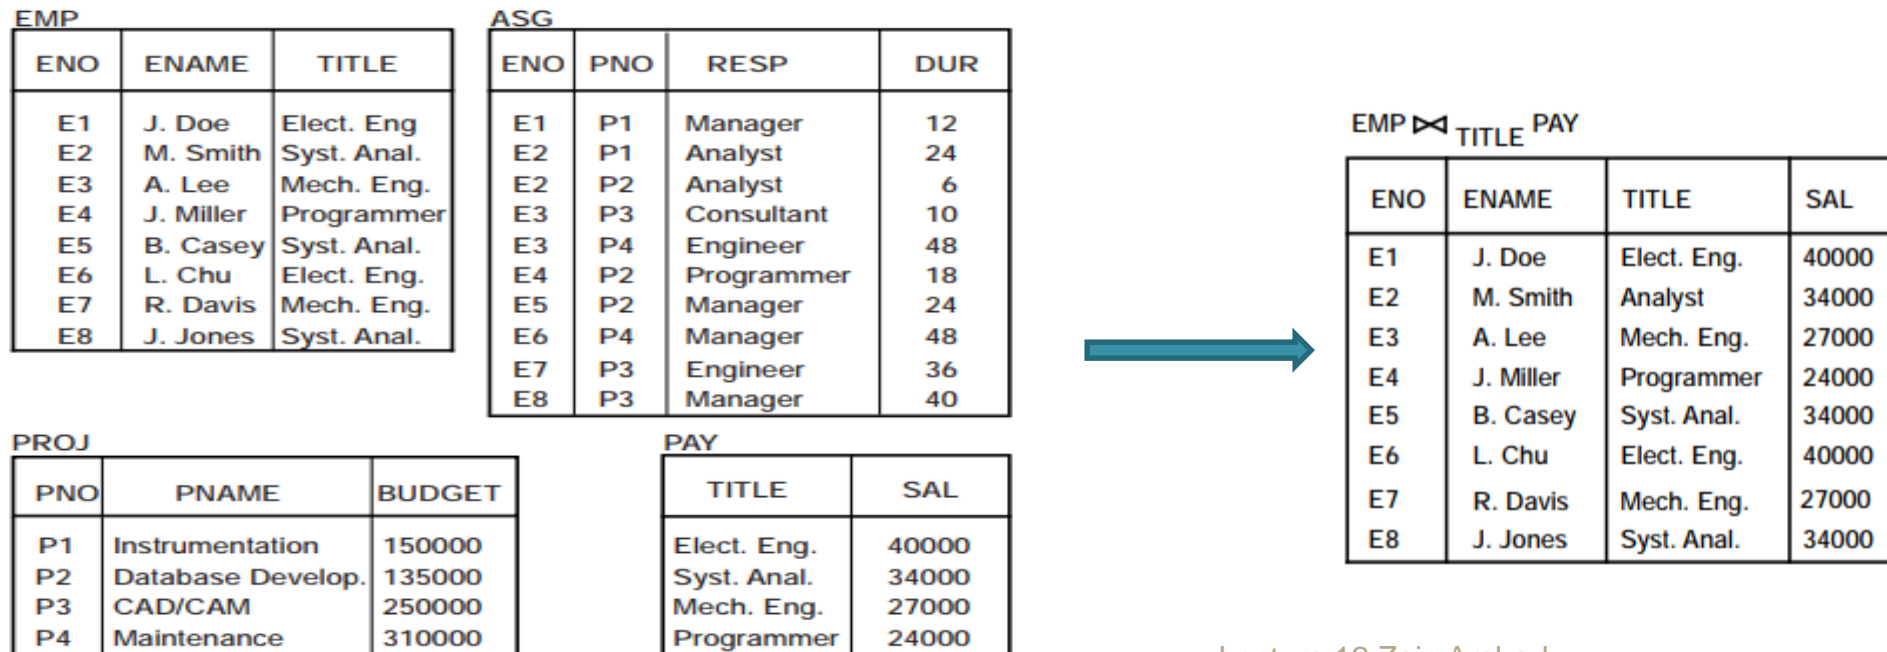 EMP
ENO ENAME TITLE
E1 J. Doe Elect. Eng
E2 M. Smith Syst. Anal.
E3 A. Lee Mech. Eng.
E4 J. Miller Programmer
E5 B. Casey Syst. Anal.
E6 L. Chu Elect. Eng.
E7 R. Davis Mech. Eng.
E8 J. Jones Syst. Anal.
ASG
ENO PNO RESP DUR
E1 P1 Manager 12
E2 P1 Analyst 24
E2 P2 Analyst 6
E3 P3 Consultant 10
E3 P4 Engineer 48
E4 P2 Programmer 18
E5 P2 Manager 24
E6 P4 Manager 48
E7 P3 Engineer 36
E8 P3 Manager 40
PROJ
PNO PNAME BUDGET
P1 Instrumentation 150000
P2 Database Develop. 135000
P3 CAD/CAM 250000
P4 Maintenance 310000
PAY
TITLE SAL
Elect. Eng. 40000
Syst. Anal. 34000
Mech. Eng. 27000
Programmer 24000
EMP ⋈ TITLE PAY
ENO ENAME TITLE SAL
E1 J. Doe Elect. Eng. 40000
E2 M. Smith Analyst 34000
E3 A. Lee Mech. Eng. 27000
E4 J. Miller Programmer 24000
E5 B. Casey Syst. Anal. 34000
E6 L. Chu Elect. Eng. 40000
E7 R. Davis Mech. Eng. 27000
E8 J. Jones Syst. Anal. 34000